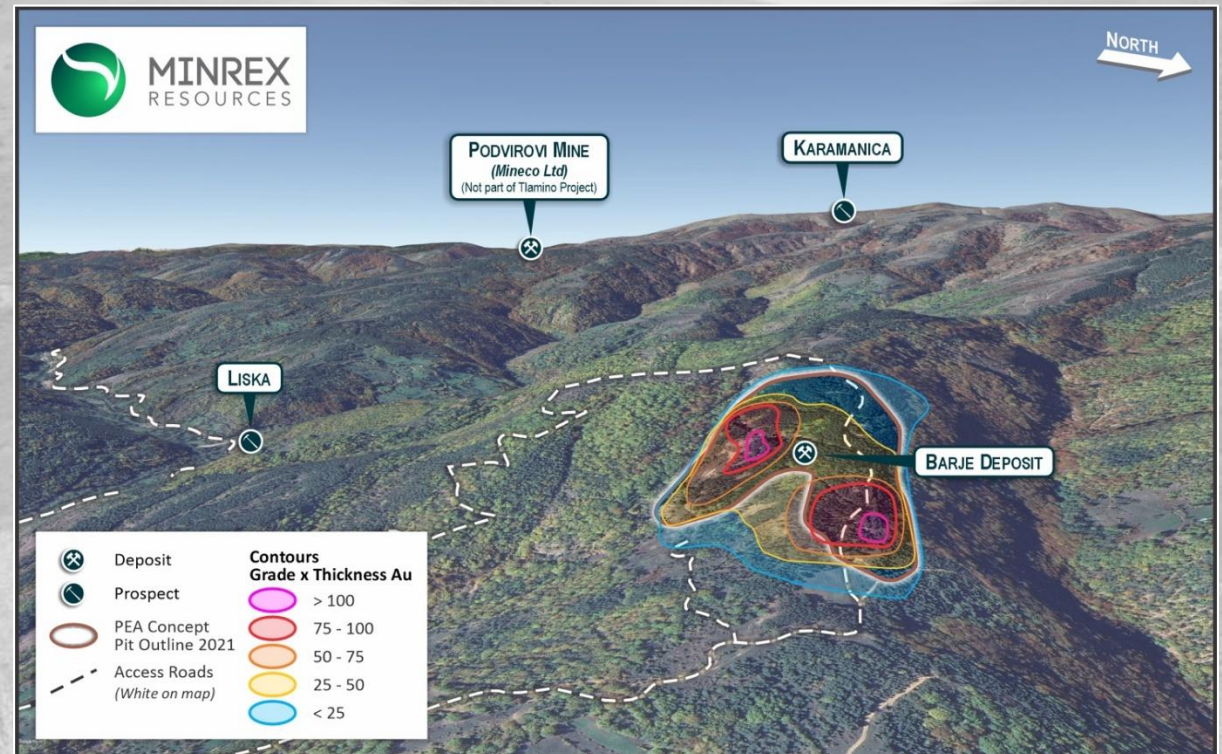 MINREX
RESOURCES
NORTH
PODVIROVI MINE
(Mineco Ltd)
(Not part of Tlamino Project)
KARAMANICA
LISKA
BARJE DEPOSIT
Deposit
Prospect
PEA Concept
Pit Outline 2021
Access Roads
(White on map)
Contours
Grade x Thickness Au
> 100
75 - 100
50 - 75
25 - 50
< 25